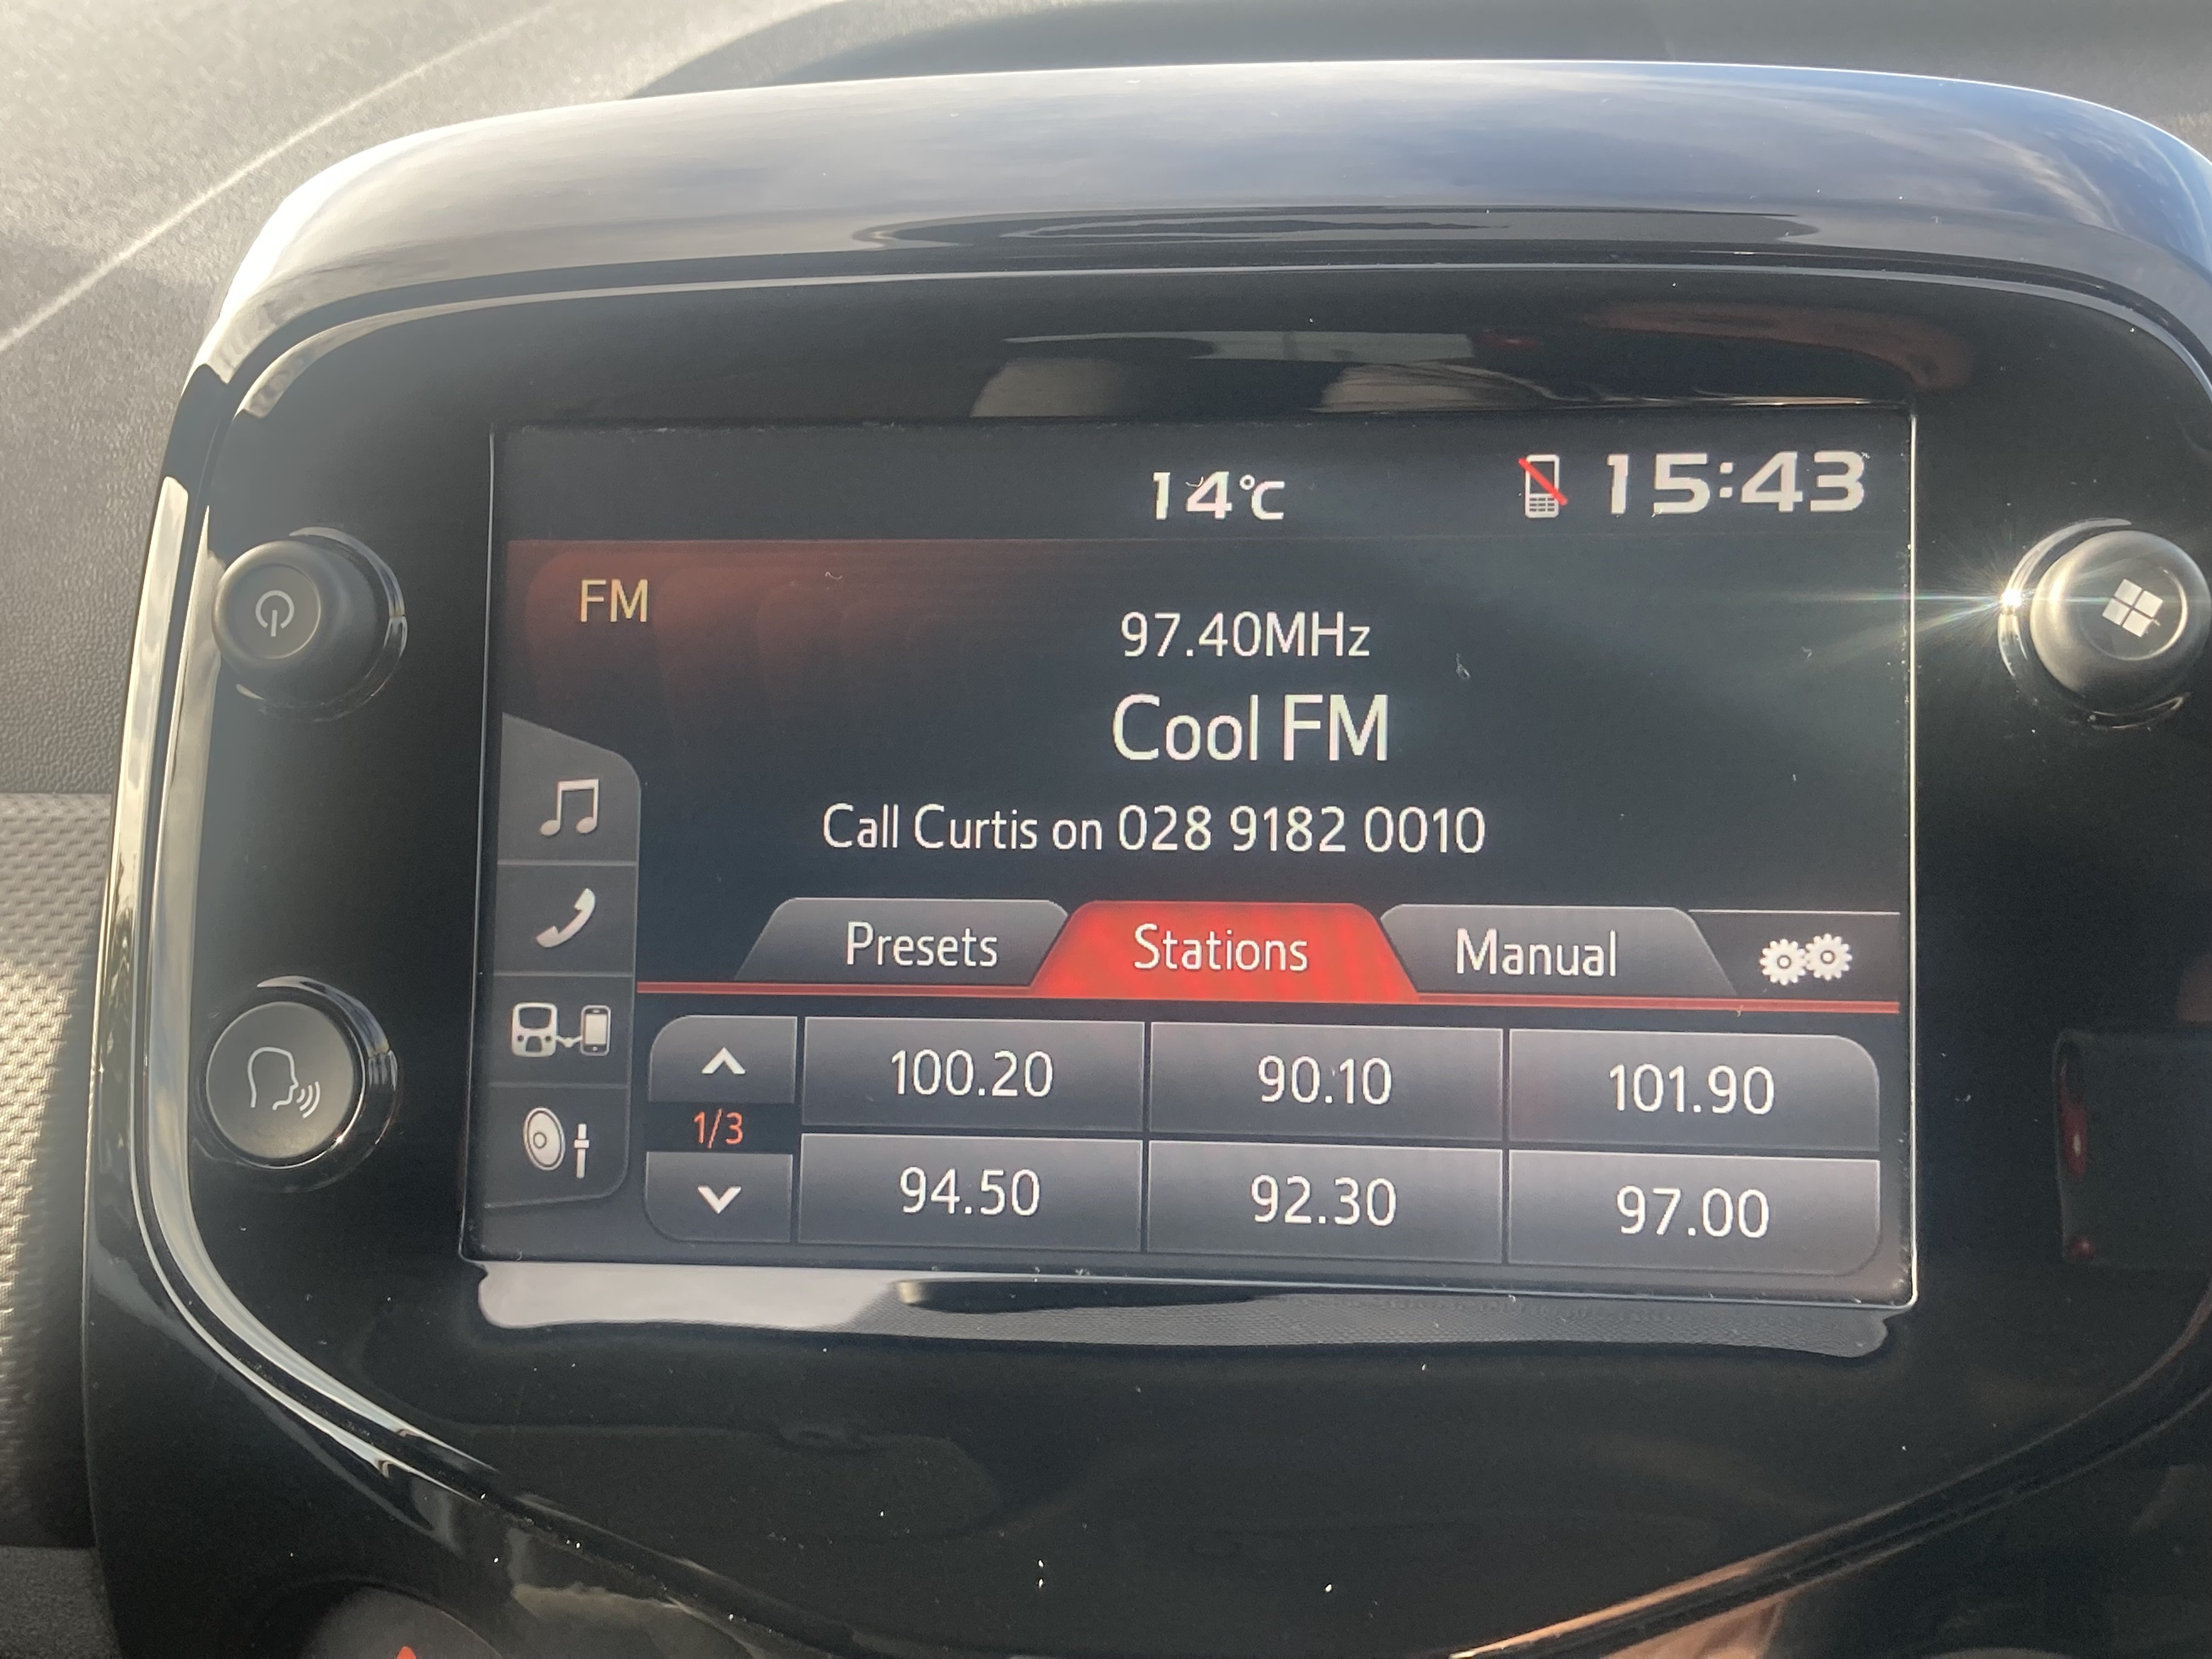 14°C 15:43
FM
97.40MHz
Cool FM
Call Curtis on 028 9182 0010
Presets Stations Manual
100.20 90.10 101.90
1/3
94.50 92.30 97.00